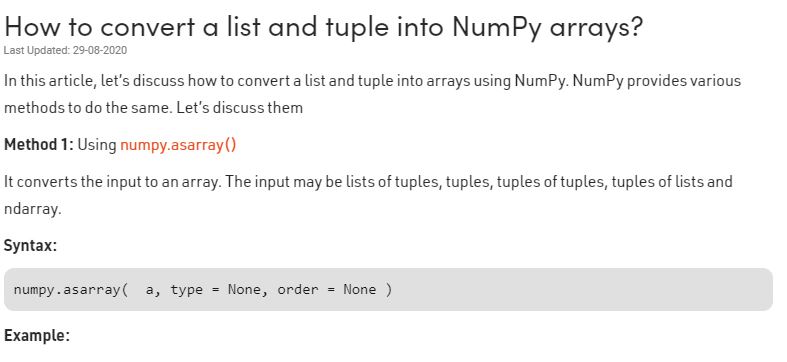 How to convert a list and tuple into NumPy arrays?
Last Updated: 29-08-2020
In this article, let's discuss how to convert a list and tuple into arrays using NumPy. NumPy provides various
methods to do the same. Let's discuss them
Method 1: Using numpy.asarray()
It converts the input to an array. The input may be lists of tuples, tuples, tuples of tuples, tuples of lists and
ndarray.
Syntax:
numpy.asarray(  a, type = None, order = None )
Example: